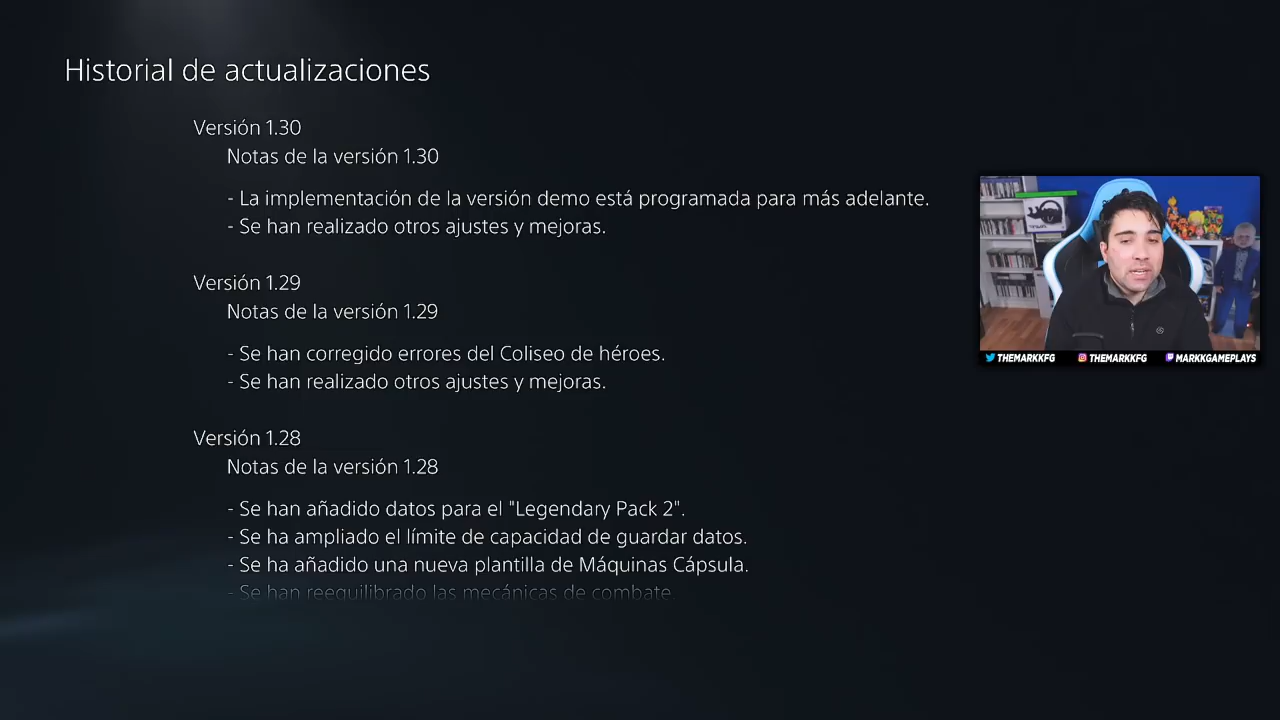 Historial de actualizaciones
Versión 1.30
Notas de la versión 1.30
- La implementación de la versión demo está programada para más adelante.
- Se han realizado otros ajustes y mejoras.
Versión 1.29
Notas de la versión 1.29
- Se han corregido errores del Coliseo de héroes.
- Se han realizado otros ajustes y mejoras.
Versión 1.28
Notas de la versión 1.28
- Se han añadido datos para el "Legendary Pack 2".
- Se ha ampliado el límite de capacidad de guardar datos.
- Se ha añadido una nueva plantilla de Máquinas Cápsula.
- Se han reequilibrado las mecánicas de combate.
THEMARKKFG THEMARKKFG MARKKGAMEPLAYS